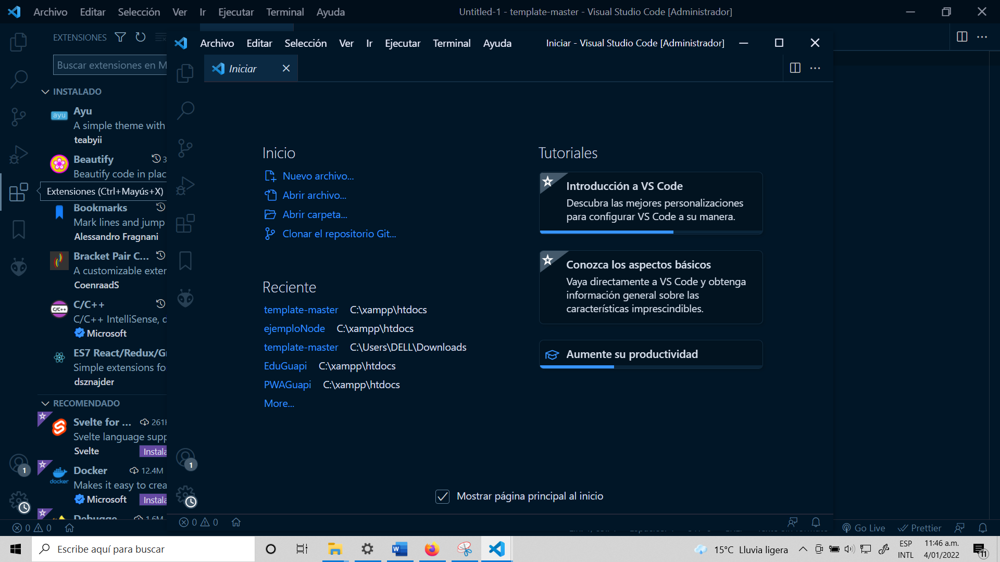 Archivo Editar Selección Ver Ir Ejecutar Terminal Ayuda Untitled-1 - template-master - Visual Studio Code [Administrador]
EXTENSIONES
Buscar extensiones en M
INSTALADO
ayu
Ayu
A simple theme with
teabyii
Beautify 3
Beautify code in plac
Extensiones (Ctrl+Mayús+X)
Bookmarks
Mark lines and jump
Alessandro Fragnani
Bracket Pair C...
A customizable exter
CoenraadS
C/C++
C/C++
C/C++ IntelliSense, d
Microsoft
ES7 React/Redux/Gr
Simple extensions fo
dsznajder
RECOMENDADO
Svelte for ... 261K
Svelte language supp
Svelte Instala
Docker 12.4M
docker
Makes it easy to crea
Microsoft Instala
Debugge 1.6M
1
0 0
Archivo Editar Selección Ver Ir Ejecutar Terminal Ayuda Iniciar - Visual Studio Code [Administrador]
Iniciar
Inicio
Nuevo archivo...
Abrir archivo...
Abrir carpeta...
Clonar el repositorio Git...
Reciente
template-master C:\xampp\htdocs
ejemploNode C:\xampp\htdocs
template-master C:\Users\DELL\Downloads
EduGuapi C:\xampp\htdocs
PWAGuapi C:\xampp\htdocs
More...
Tutoriales
Introducción a VS Code
Descubra las mejores personalizaciones
para configurar VS Code a su manera.
Conozca los aspectos básicos
Vaya directamente a VS Code y obtenga
información general sobre las
características imprescindibles.
Aumente su productividad
1
Mostrar página principal al inicio
0 0
Go Live Prettier
Escribe aquí para buscar
15°C Lluvia ligera
ESP
INTL
11:46 a.m.
4/01/2022
11